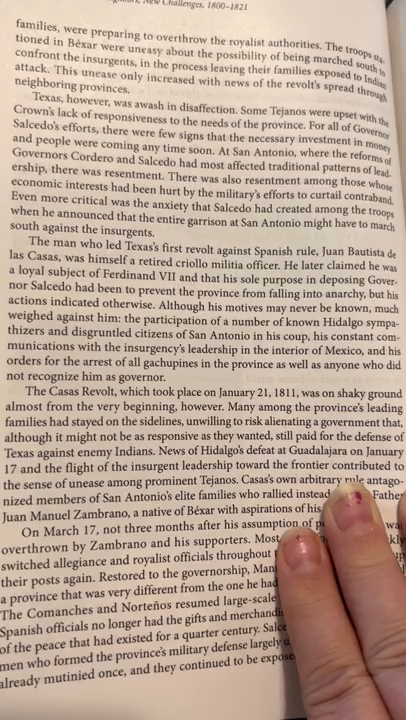 New Challenges, 1800–1821
families, were preparing to overthrow the royalist authorities. The troops sta-
tioned in Béxar were uneasy about the possibility of being marched south to
confront the insurgents, in the process leaving their families exposed to Indian
attack. This unease only increased with news of the revolt's spread through
neighboring provinces.
Texas, however, was awash in disaffection. Some Tejanos were upset with the
Crown's lack of responsiveness to the needs of the province. For all of Governor
Salcedo's efforts, there were few signs that the necessary investment in money
and people were coming any time soon. At San Antonio, where the reforms of
Governors Cordero and Salcedo had most affected traditional patterns of lead-
ership, there was resentment. There was also resentment among those whose
economic interests had been hurt by the military's efforts to curtail contraband.
Even more critical was the anxiety that Salcedo had created among the troops
when he announced that the entire garrison at San Antonio might have to march
south against the insurgents.
The man who led Texas's first revolt against Spanish rule, Juan Bautista de
las Casas, was himself a retired criollo militia officer. He later claimed he was
a loyal subject of Ferdinand VII and that his sole purpose in deposing Gover-
nor Salcedo had been to prevent the province from falling into anarchy, but his
actions indicated otherwise. Although his motives may never be known, much
weighed against him: the participation of a number of known Hidalgo sympa-
thizers and disgruntled citizens of San Antonio in his coup, his constant com-
munications with the insurgency's leadership in the interior of Mexico, and his
orders for the arrest of all gachupines in the province as well as anyone who did
not recognize him as governor.
The Casas Revolt, which took place on January 21, 1811, was on shaky ground
almost from the very beginning, however. Many among the province's leading
families had stayed on the sidelines, unwilling to risk alienating a government that,
although it might not be as responsive as they wanted, still paid for the defense of
Texas against enemy Indians. News of Hidalgo's defeat at Guadalajara on January
17 and the flight of the insurgent leadership toward the frontier contributed to
the sense of unease among prominent Tejanos. Casas's own arbitrary rule antago-
nized members of San Antonio's elite families who rallied instead Father
Juan Manuel Zambrano, a native of Béxar with aspirations of his
On March 17, not three months after his assumption of was
overthrown by Zambrano and his supporters. Most
switched allegiance and royalist officials throughout up
their posts again. Restored to the governorship,
a province that was very different from the one he had
The Comanches and Norteños resumed large-scale
Spanish officials no longer had the gifts and
of the peace that had existed for a quarter century.
men who formed the province's military defense largely
already mutinied once, and they continued to be